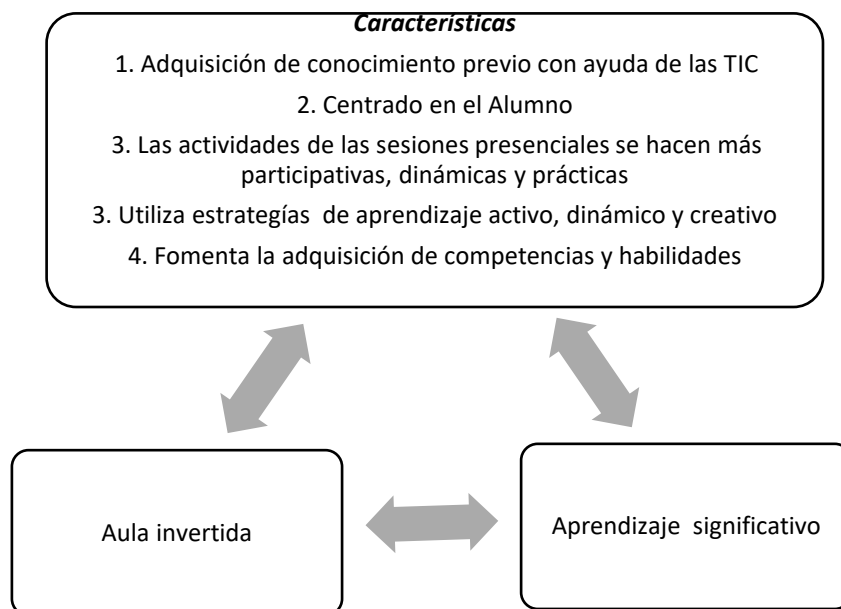 Características
1. Adquisición de conocimiento previo con ayuda de las TIC
2. Centrado en el Alumno
3. Las actividades de las sesiones presenciales se hacen más
participativas, dinámicas y prácticas
3. Utiliza estrategías de aprendizaje activo, dinámico y creativo
4. Fomenta la adquisición de competencias y habilidades
Aula invertida
Aprendizaje significativo